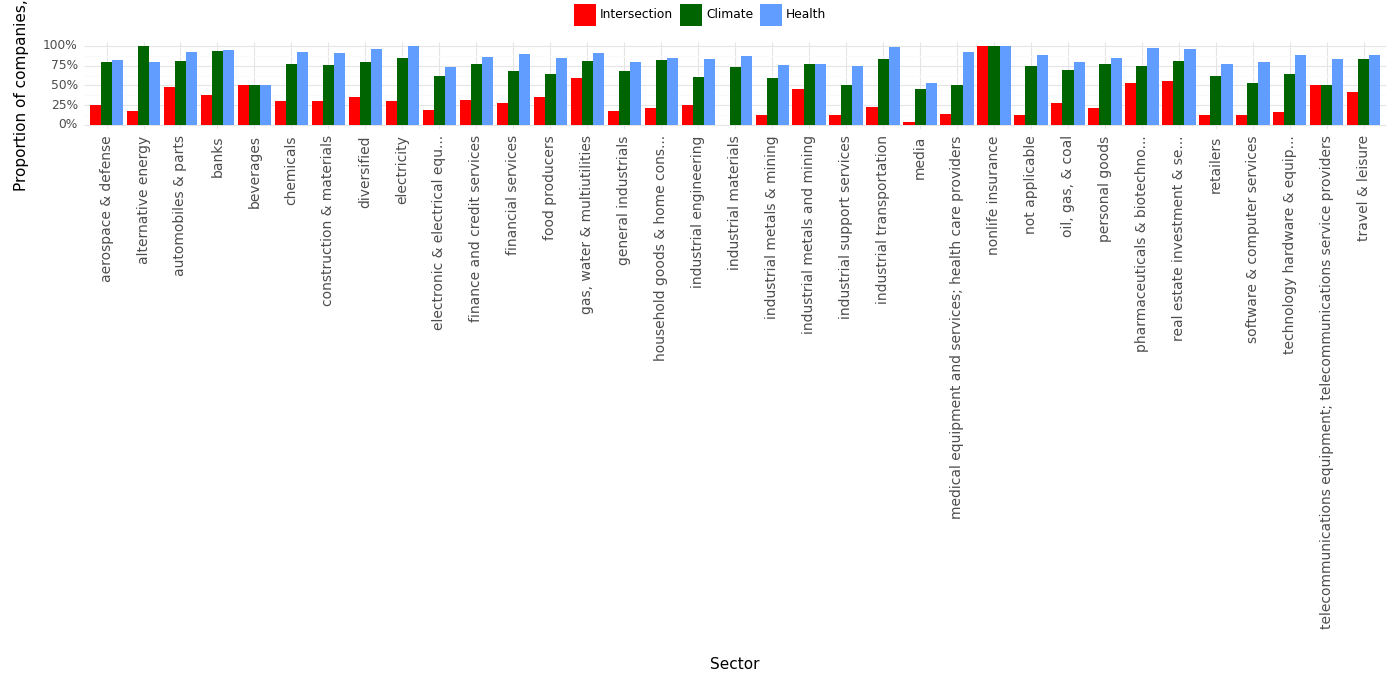 Intersection Climate Health
Proportion of companies,
100%
75%
50%
25%
0%
aerospace & defense
alternative energy
automobiles & parts
banks
beverages
chemicals
construction & materials
diversified
electricity
electronic & electrical equ...
finance and credit services
financial services
food producers
gas, water & multiutilities
general industrials
household goods & home cons...
industrial engineering
industrial materials
industrial metals & mining
industrial metals and mining
industrial support services
industrial transportation
media
medical equipment and services; health care providers
nonlife insurance
not applicable
oil, gas, & coal
personal goods
pharmaceuticals & biotechno...
real estate investment & se...
retailers
software & computer services
technology hardware & equip...
telecommunications equipment; telecommunications service providers
travel & leisure
Sector